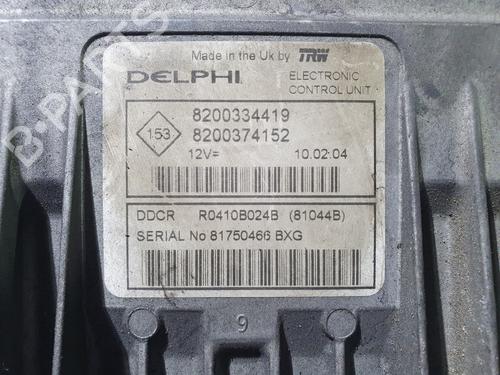 Made in the Uk by TRW
DELPHI
ELECTRONIC
CONTROL UNIT
153
8200334419
8200374152
12V=
10.02.04
DDCR R0410B024B (81044B)
SERIAL No 81750466 BXG
9
B-PARTS